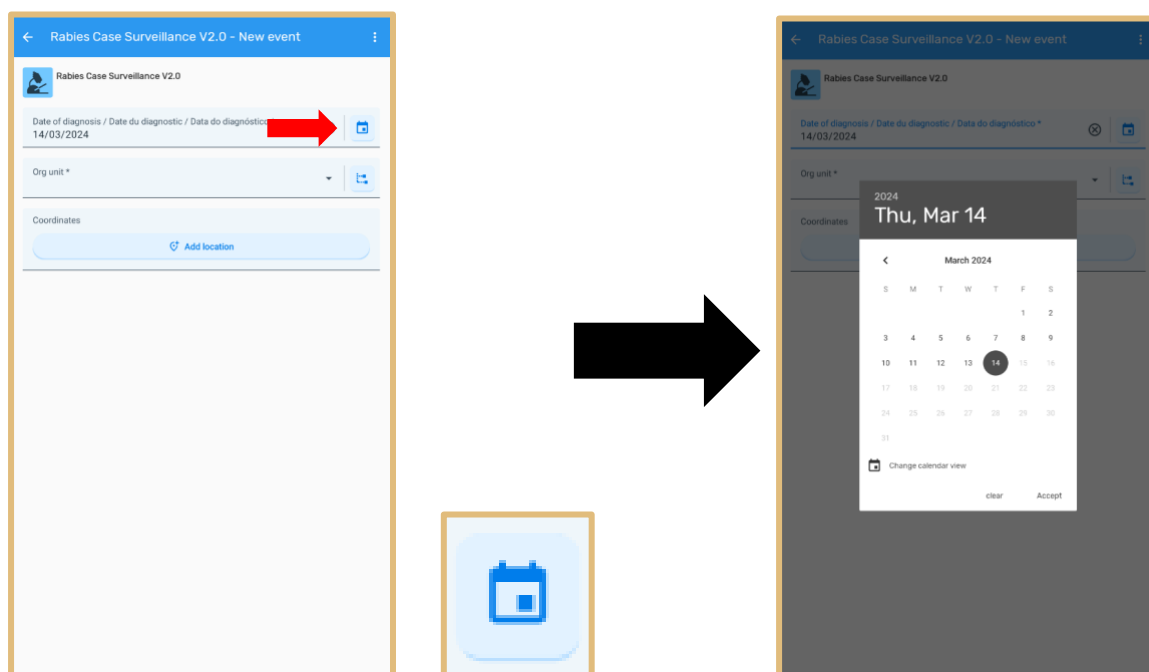 Rabies Case Surveillance V2.0 - New event
Rabies Case Surveillance V2.0
Date of diagnosis / Date du diagnostic / Data do diagnóstico
14/03/2024
Org unit *
Coordinates
Add location
Rabies Case Surveillance V2.0 - New event
Rabies Case Surveillance V2.0
Date of diagnosis / Date du diagnostic / Data do diagnóstico *
14/03/2024
Org unit *
Coordinates
2024
Thu, Mar 14
March 2024
S M T W T F S
1 2
3 4 5 6 7 8 9
10 11 12 13 14 15 16
17 18 19 20 21 22 23
24 25 26 27 28 29 30
31
Change calendar view
clear Accept